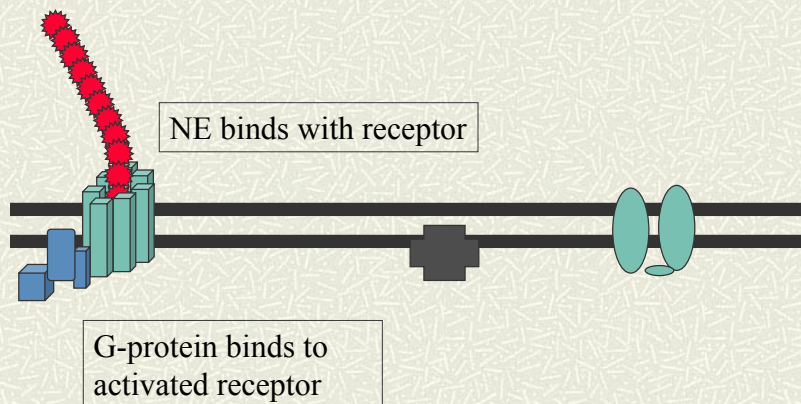 NE binds with receptor
G-protein binds to
activated receptor